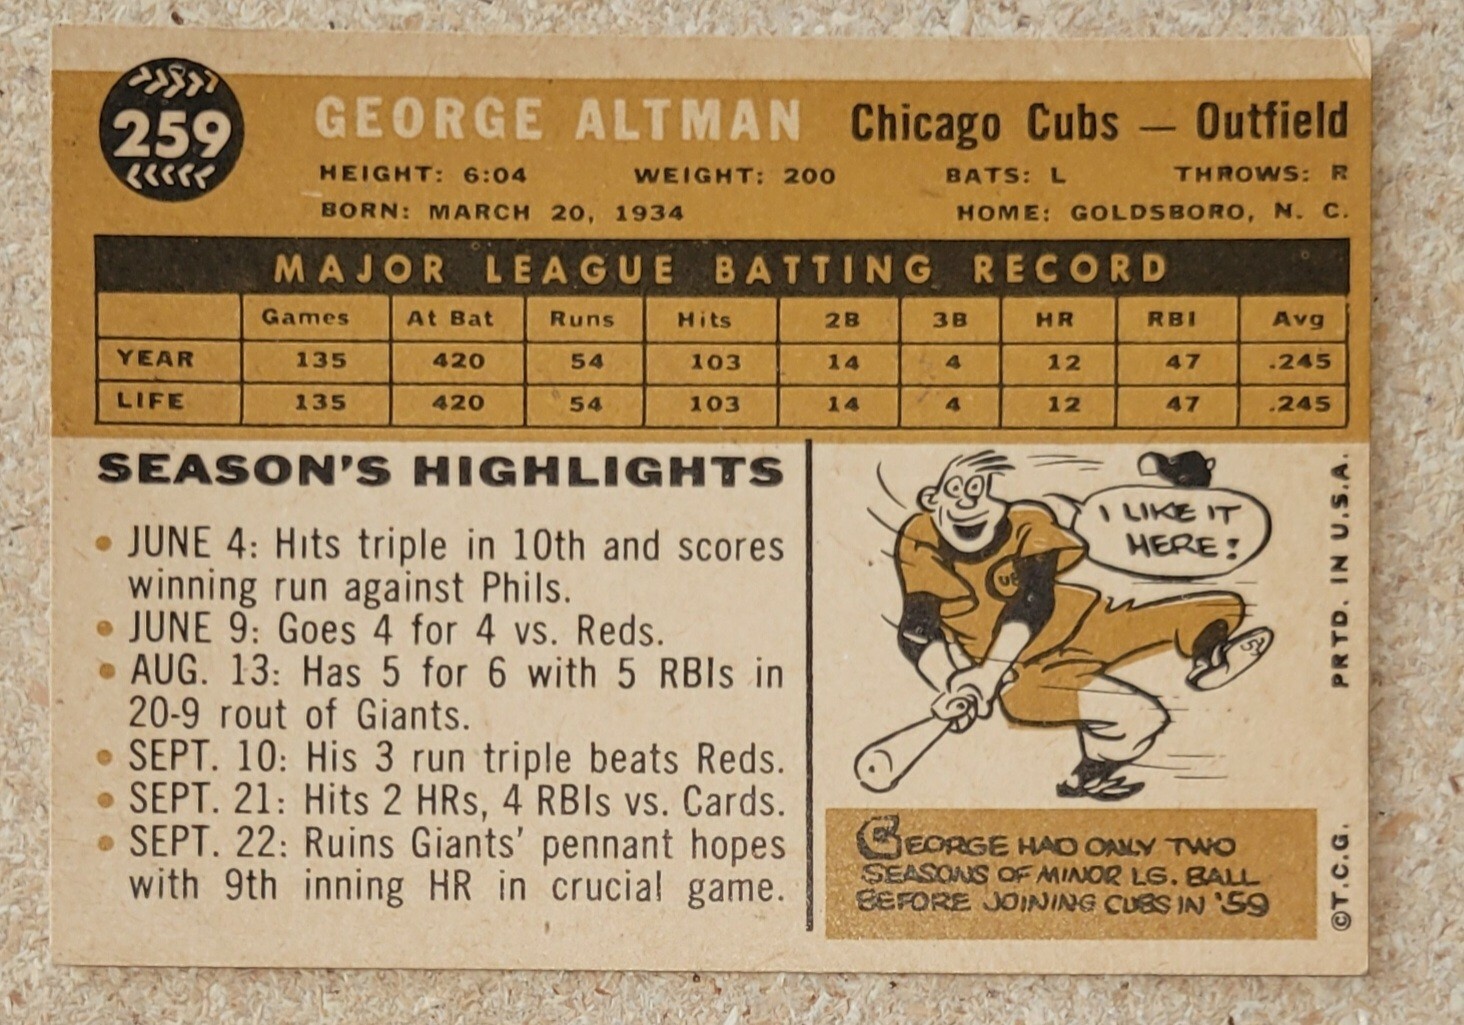 259
GEORGE ALTMAN Chicago Cubs — Outfield
HEIGHT: 6:04 WEIGHT: 200 BATS: L THROWS: R
BORN: MARCH 20, 1934 HOME: GOLDSBORO, N. C.
MAJOR LEAGUE BATTING RECORD
Games At Bat Runs Hits 2B 3B HR RBI Avg
YEAR 135 420 54 103 14 4 12 47 .245
LIFE 135 420 54 103 14 4 12 47 .245
SEASON'S HIGHLIGHTS
• JUNE 4: Hits triple in 10th and scores
winning run against Phils.
• JUNE 9: Goes 4 for 4 vs. Reds.
• AUG. 13: Has 5 for 6 with 5 RBIs in
20-9 rout of Giants.
• SEPT. 10: His 3 run triple beats Reds.
• SEPT. 21: Hits 2 HRs, 4 RBIs vs. Cards.
• SEPT. 22: Ruins Giants' pennant hopes
with 9th inning HR in crucial game.
I LIKE IT
HERE!
GEORGE HAD ONLY TWO
SEASONS OF MINOR LG. BALL
BEFORE JOINING CUBS IN '59
©T.C.G. PRTD. IN U.S.A.